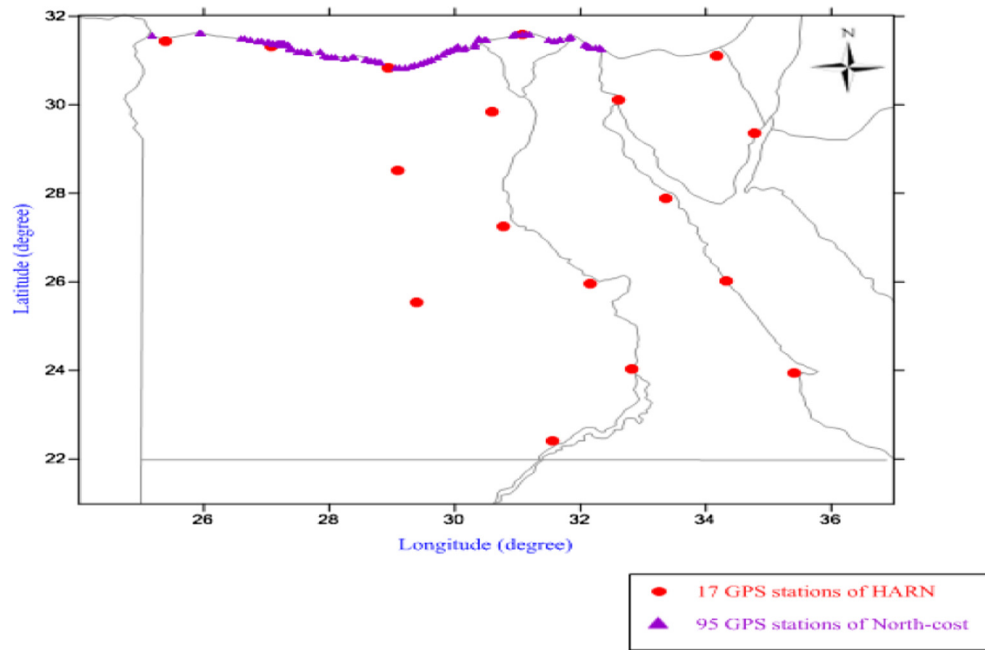 32
30
28
26
24
22
Latitude (degree)
N
26 28 30 32 34 36
Longitude (degree)
17 GPS stations of HARN
95 GPS stations of North-cost